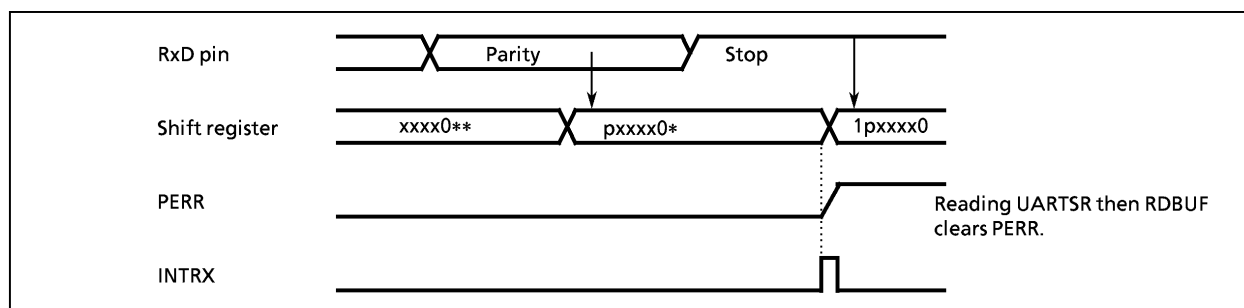 RxD pin Parity Stop
Shift register xxxx0** pxxxx0* 1pxxxx0
PERR
Reading UARTSR then RDBUF
clears PERR.
INTRX